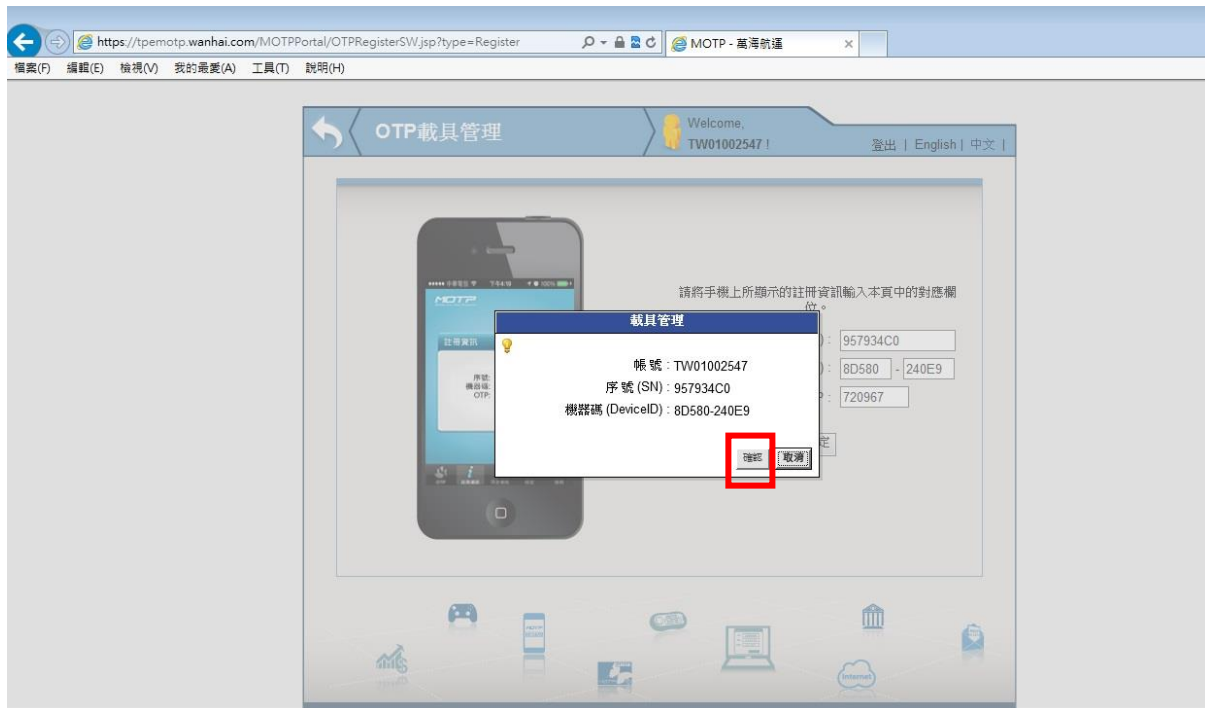 https://tpemotp.wanhai.com/MOTPPortal/OTPRegisterSW.jsp?type=Register
MOTP - 萬海航運
檔案(F) 編輯(E) 檢視(V) 我的最愛(A) 工具(T) 說明(H)
OTP載具管理
Welcome,
TW01002547 !
登出 | English | 中文 |
MOTP
註冊資訊
序號:
機器碼:
OTP:
請將手機上所顯示的註冊資訊輸入本頁中的對應欄
位。
) : 957934C0
) : 8D580 - 240E9
: 720967
定
載具管理
帳 號 : TW01002547
序 號 (SN) : 957934C0
機器碼 (DeviceID) : 8D580-240E9
確認 取消
Internet